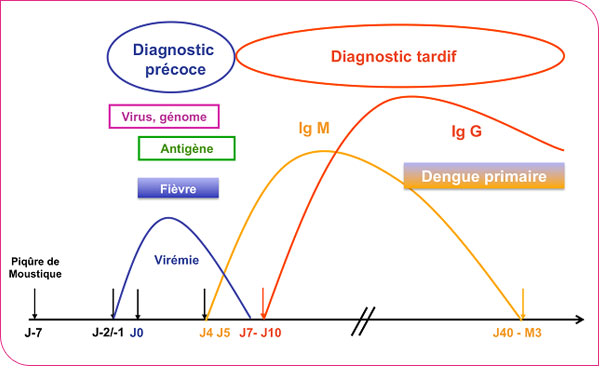 Diagnostic
précoce
Diagnostic tardif
Virus, génome
Ig M
Ig G
Antigène
Dengue primaire
Fièvre
Piqûre de
Moustique
Virémie
J-7
J-2/-1
J0
J4 J5
J7- J10
J40 - M3